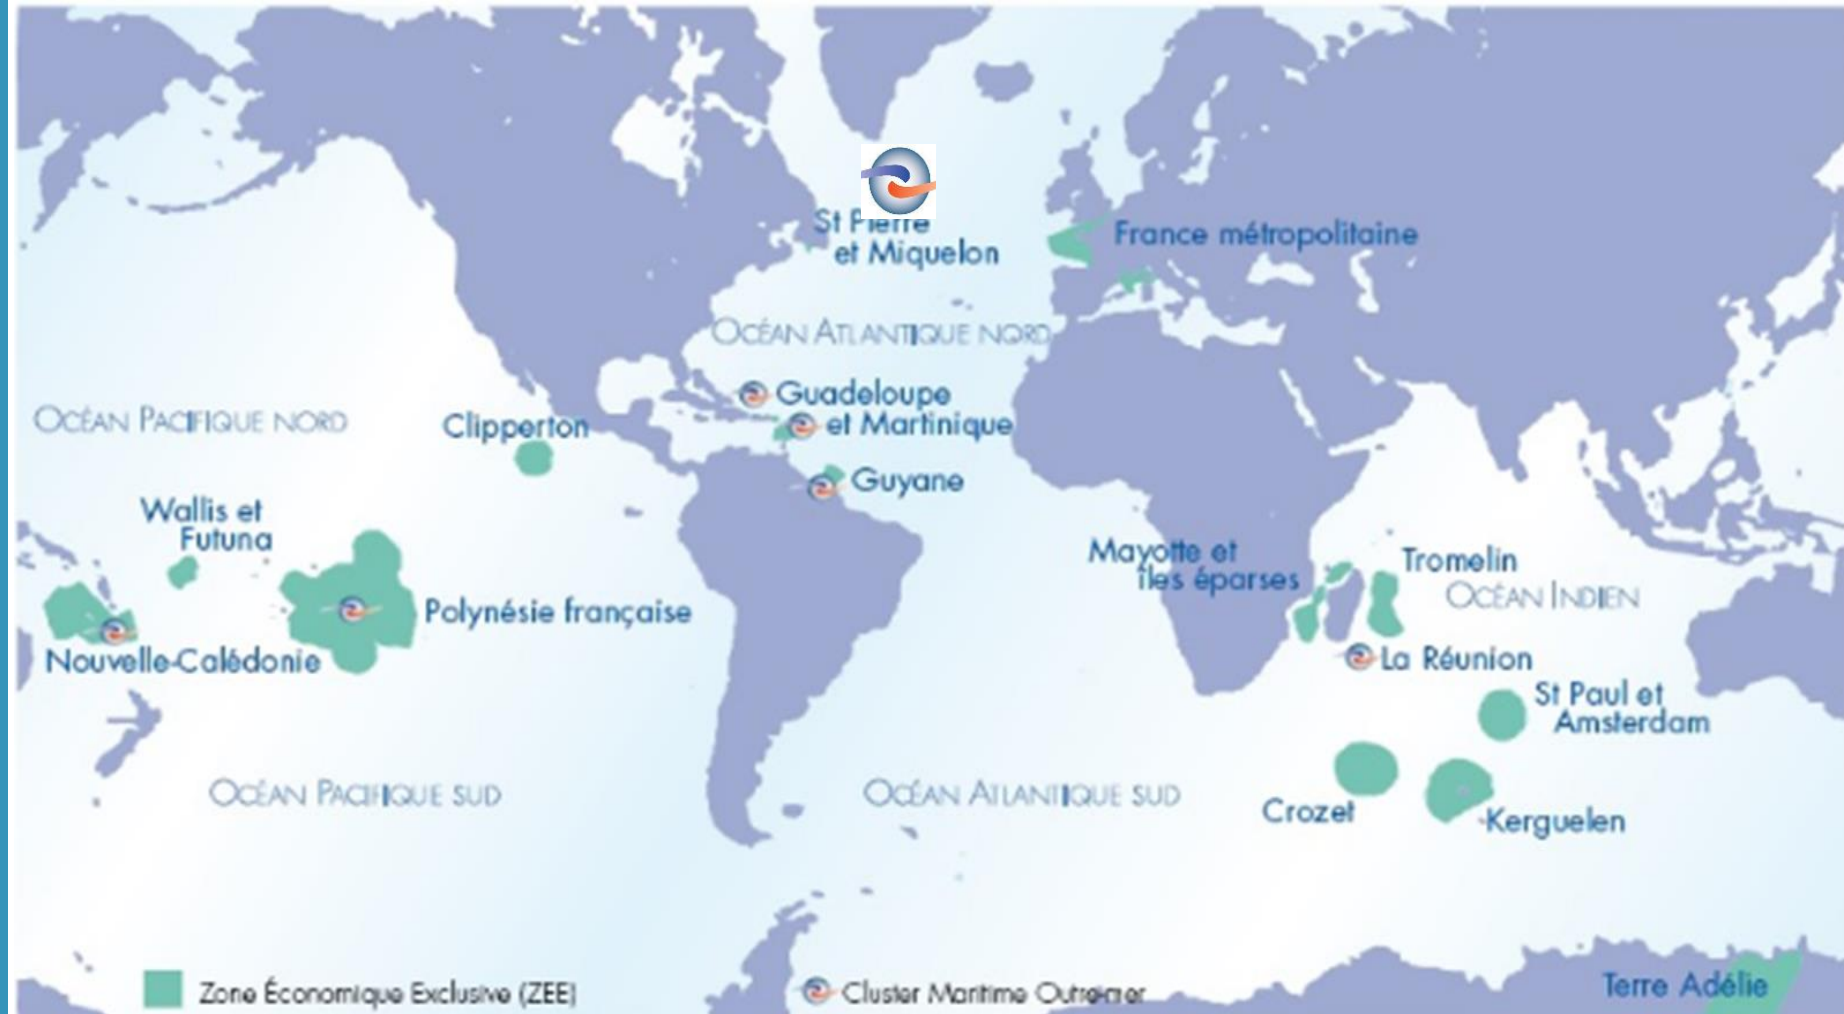 St Pierre
et Miquelon
France métropolitaine
OCÉAN ATLANTIQUE NORD
Guadeloupe
et Martinique
OCÉAN PACIFIQUE NORD
Clipperton
Guyane
Wallis et
Futuna
Mayotte et
îles éparses
Tromelin
OCÉAN INDIEN
Polynésie française
Nouvelle-Calédonie
La Réunion
St Paul et
Amsterdam
OCÉAN PACIFIQUE SUD
OCÉAN ATLANTIQUE SUD
Crozet
Kerguelen
Terre Adélie
Zone Économique Exclusive (ZEE)
Cluster Maritime Outre-mer